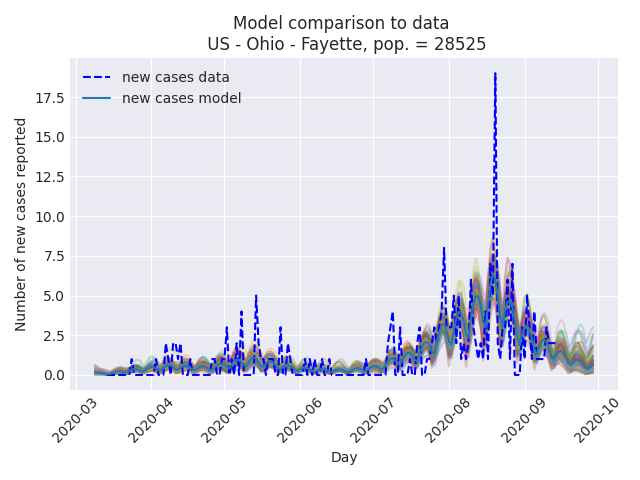 Model comparison to data
US - Ohio - Fayette, pop. = 28525
new cases data
new cases model
Number of new cases reported
17.5
15.0
12.5
10.0
7.5
5.0
2.5
0.0
2020-03
2020-04
2020-05
2020-06
2020-07
2020-08
2020-09
2020-10
Day